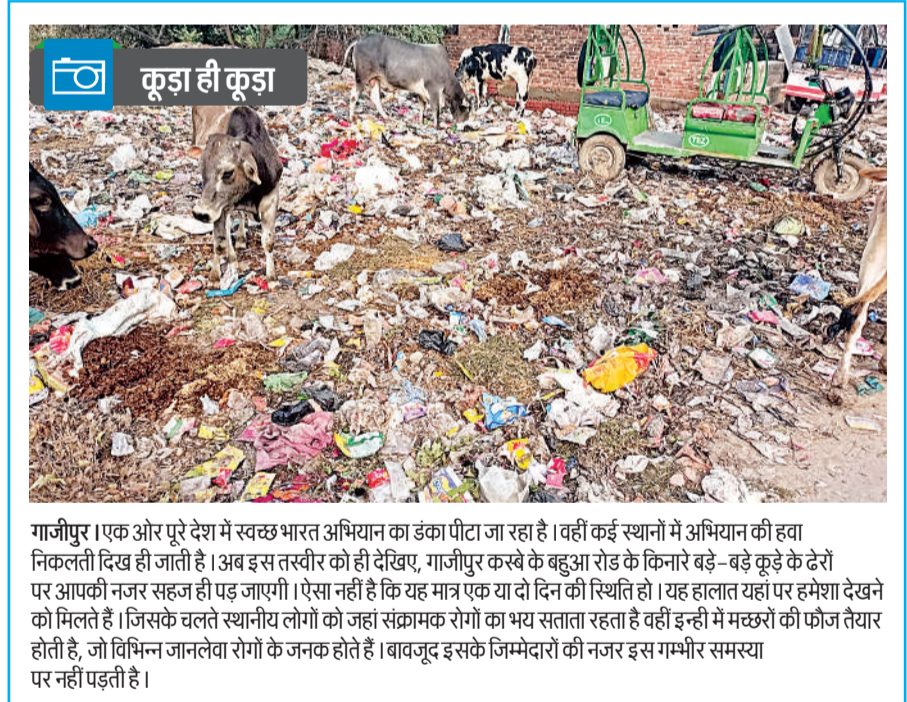 कूड़ा ही कूड़ा
गाजीपुर । एक ओर पूरे देश में स्वच्छ भारत अभियान का डंका पीटा जा रहा है । वहीं कई स्थानों में अभियान की हवा
निकलती दिख ही जाती है । अब इस तस्वीर को ही देखिए, गाजीपुर कस्बे के बहुआ रोड के किनारे बड़े-बड़े कूड़े के ढेरों
पर आपकी नजर सहज ही पड़ जाएगी । ऐसा नहीं है कि यह मात्र एक या दो दिन की स्थिति हो । यह हालात यहां पर हमेशा देखने
को मिलते हैं । जिसके चलते स्थानीय लोगों को जहां संक्रामक रोगों का भय सताता रहता है वहीं इन्ही में मच्छरों की फौज तैयार
होती है, जो विभिन्न जानलेवा रोगों के जनक होते हैं । बावजूद इसके जिम्मेदारों की नजर इस गम्भीर समस्या
पर नहीं पड़ती है ।